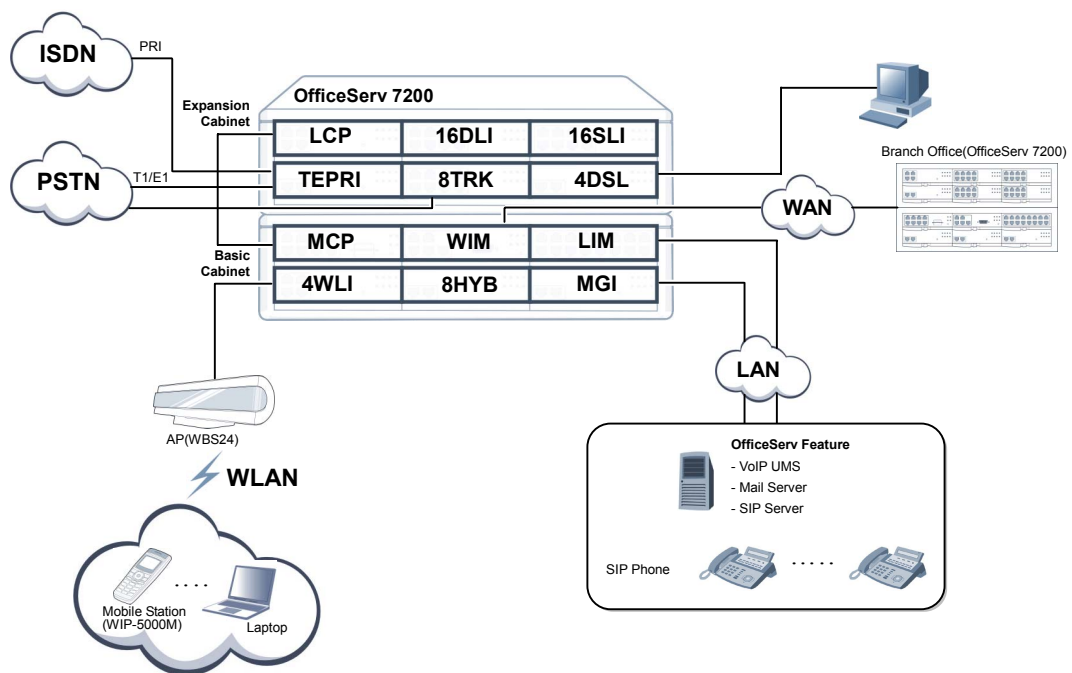 ISDN
PRI
OfficeServ 7200
Expansion
Cabinet
LCP
16DLI
16SLI
Branch Office(OfficeServ 7200)
PSTN
T1/E1
TEPRI
8TRK
4DSL
WAN
MCP
WIM
LIM
Basic
Cabinet
4WLI
8HYB
MGI
LAN
AP(WBS24)
WLAN
OfficeServ Feature
- VoIP UMS
- Mail Server
- SIP Server
SIP Phone
.....
....
Mobile Station
(WIP-5000M)
Laptop